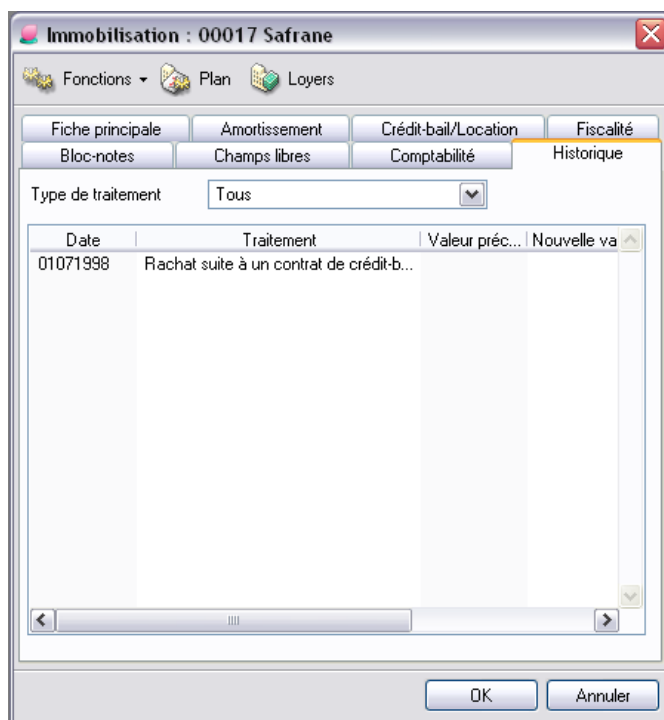 Immobilisation : 00017 Safrane
Fonctions Plan Loyers
Fiche principale Amortissement Crédit-bail/Location Fiscalité
Bloc-notes Champs libres Comptabilité Historique
Type de traitement Tous
Date Traitement Valeur préc... Nouvelle va
01071998 Rachat suite à un contrat de crédit-b...
OK Annuler